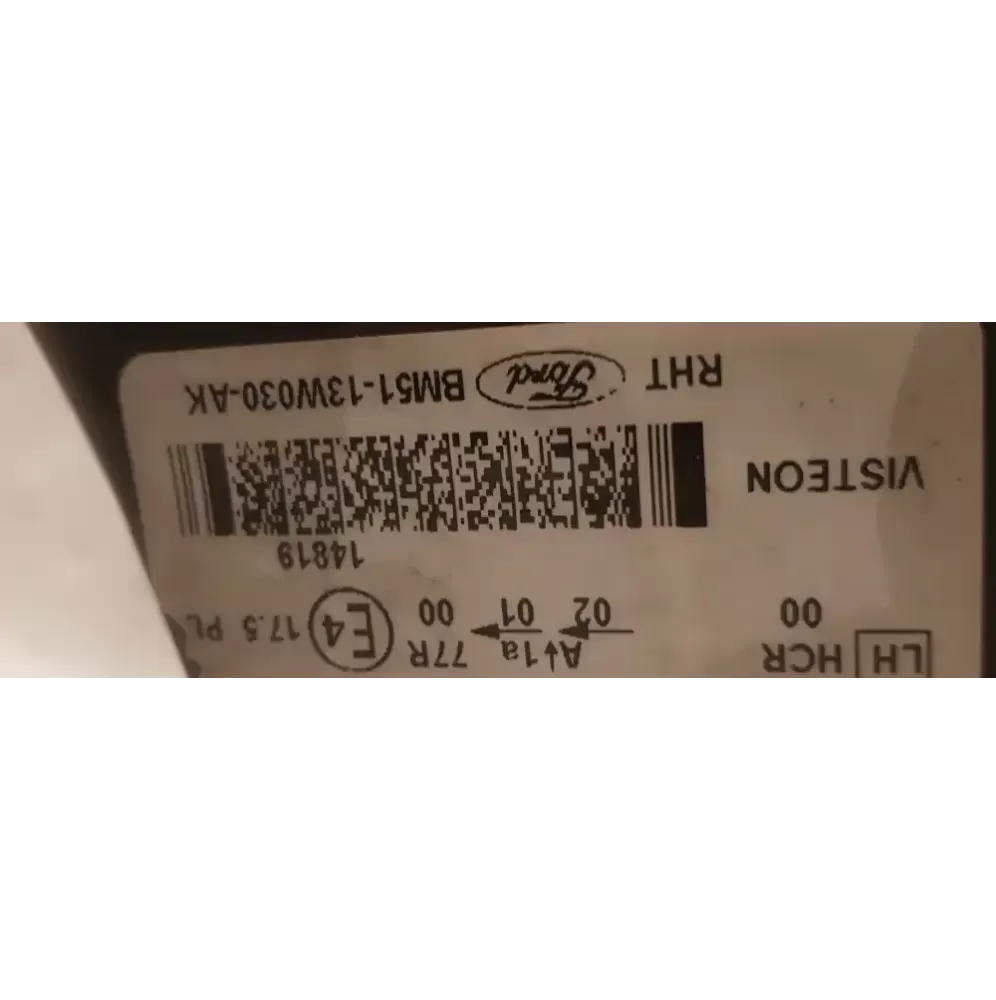 LH HCR A 1a 77R E4 17.5 PL
00 02 01 00
14819
VISTEON
RHT Ford BM51-13W030-AK